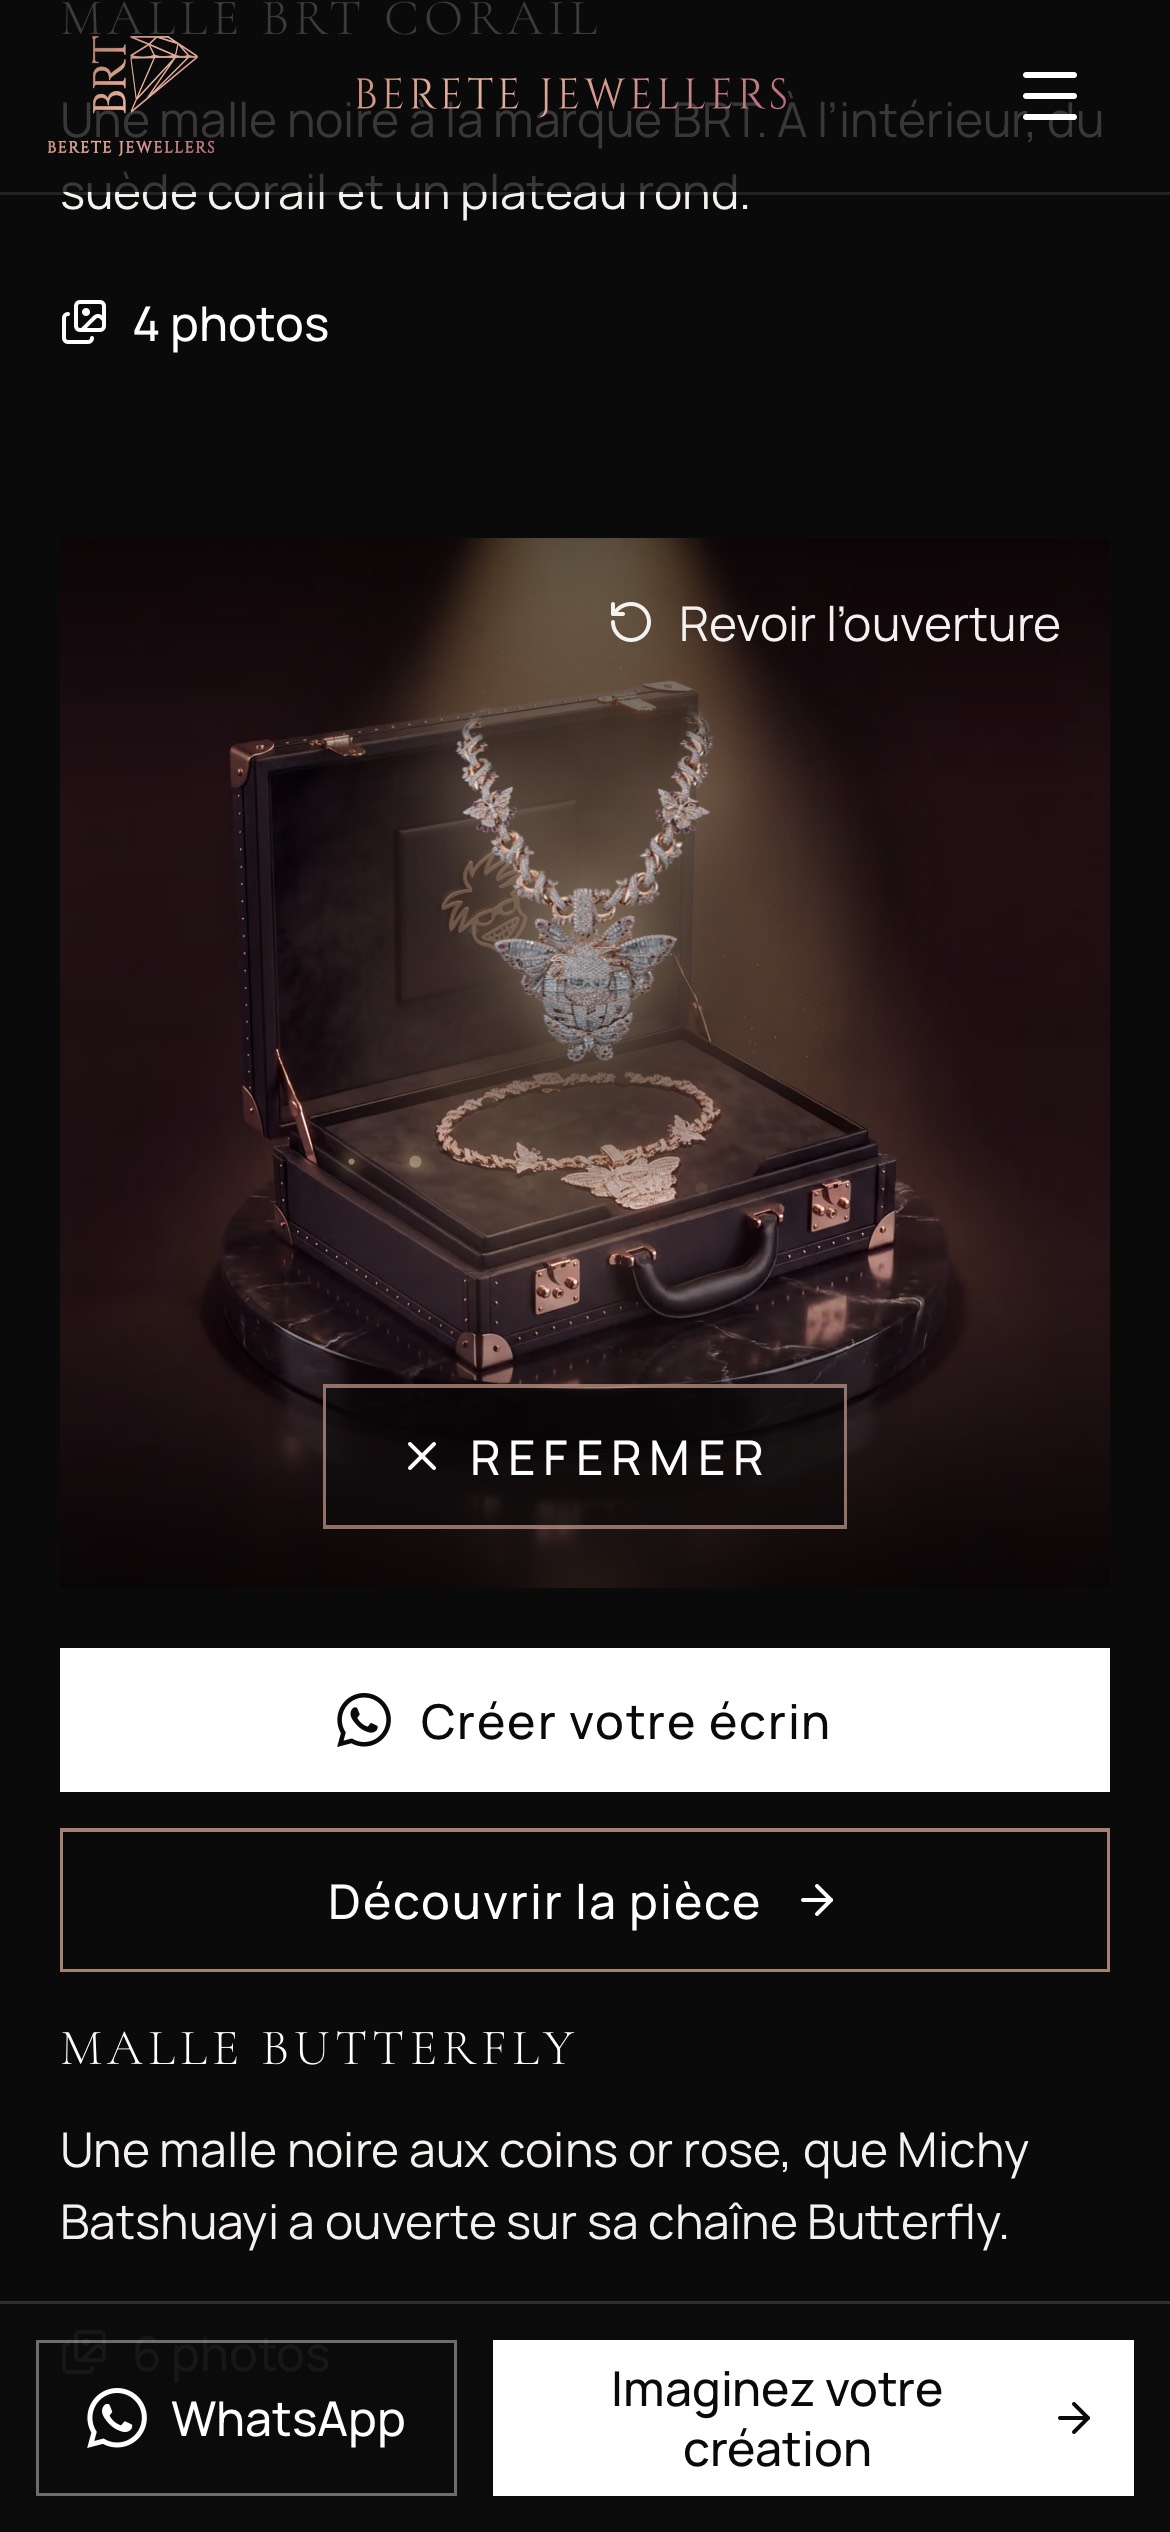 MALLE BRT CORAIL
BRT
BERETE JEWELLERS
BERETE JEWELLERS
Une malle noire à la marque BRT. À l’intérieur, du
suède corail et un plateau rond.
4 photos
Revoir l’ouverture
REFERMER
Créer votre écrin
Découvrir la pièce
MALLE BUTTERFLY
Une malle noire aux coins or rose, que Michy
Batshuayi a ouverte sur sa chaîne Butterfly.
6 photos
WhatsApp
Imaginez votre
création